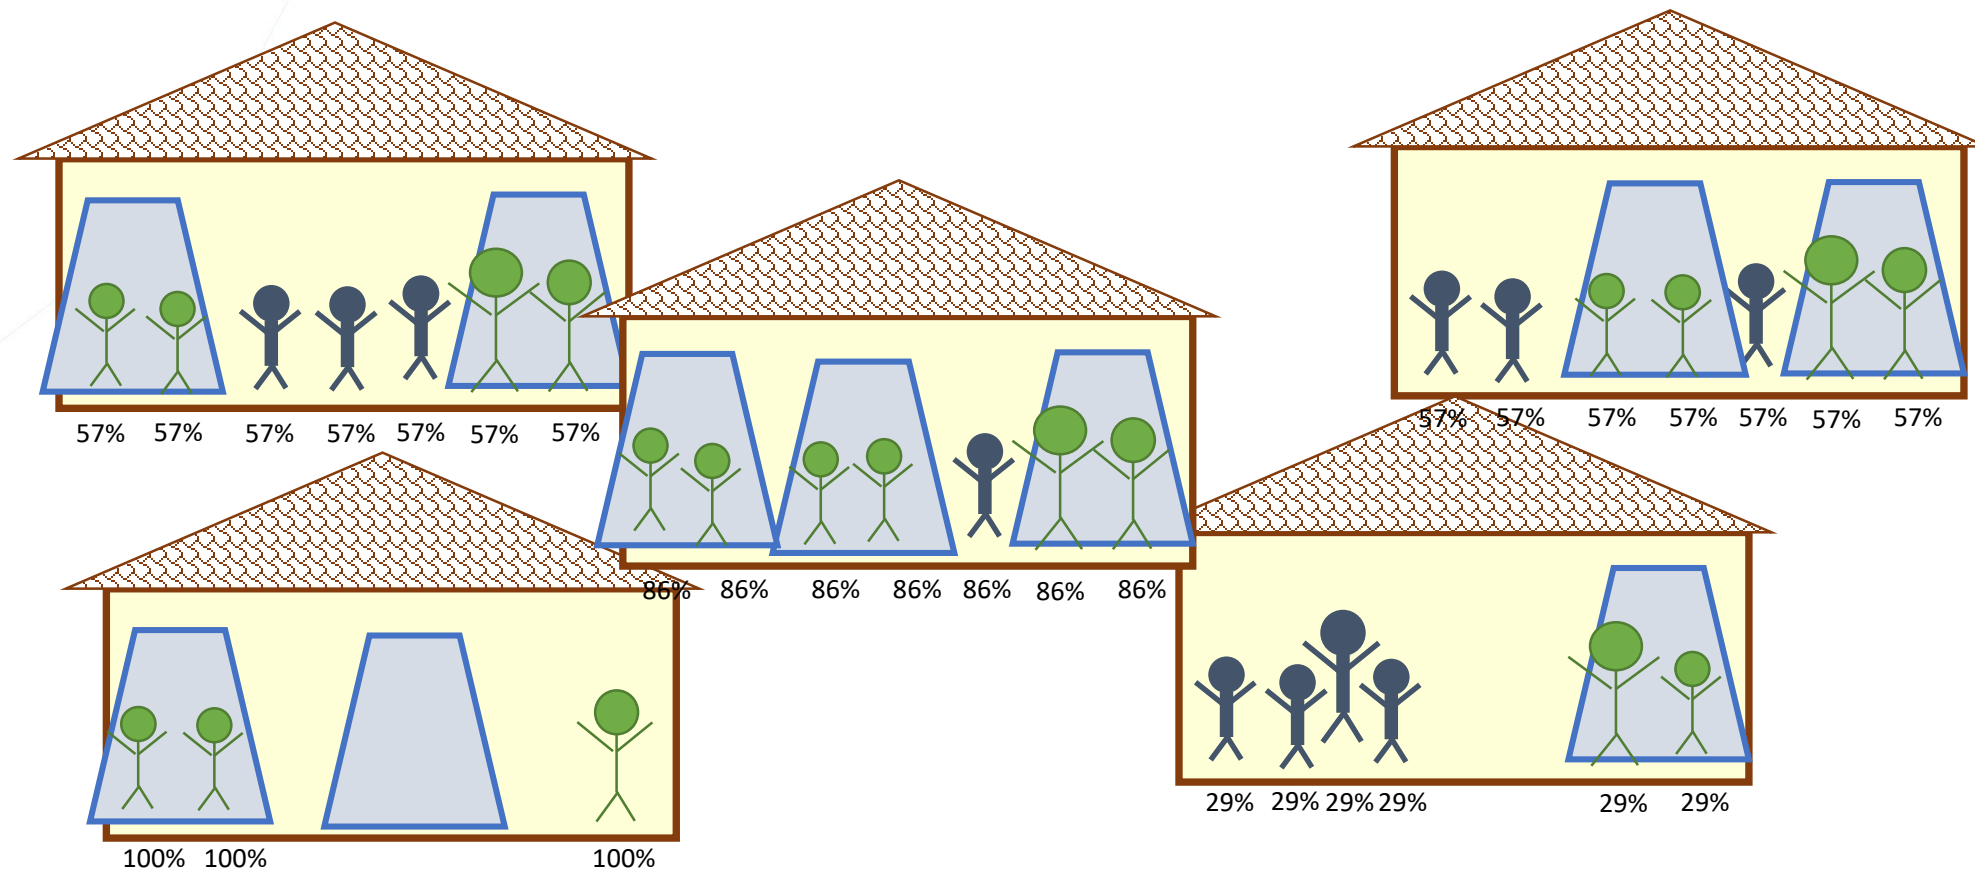 57% 57% 57% 57% 57% 57% 57%
57% 57% 57% 57% 57% 57% 57%
86% 86% 86% 86% 86% 86% 86%
29% 29% 29% 29% 29% 29%
100% 100% 100%